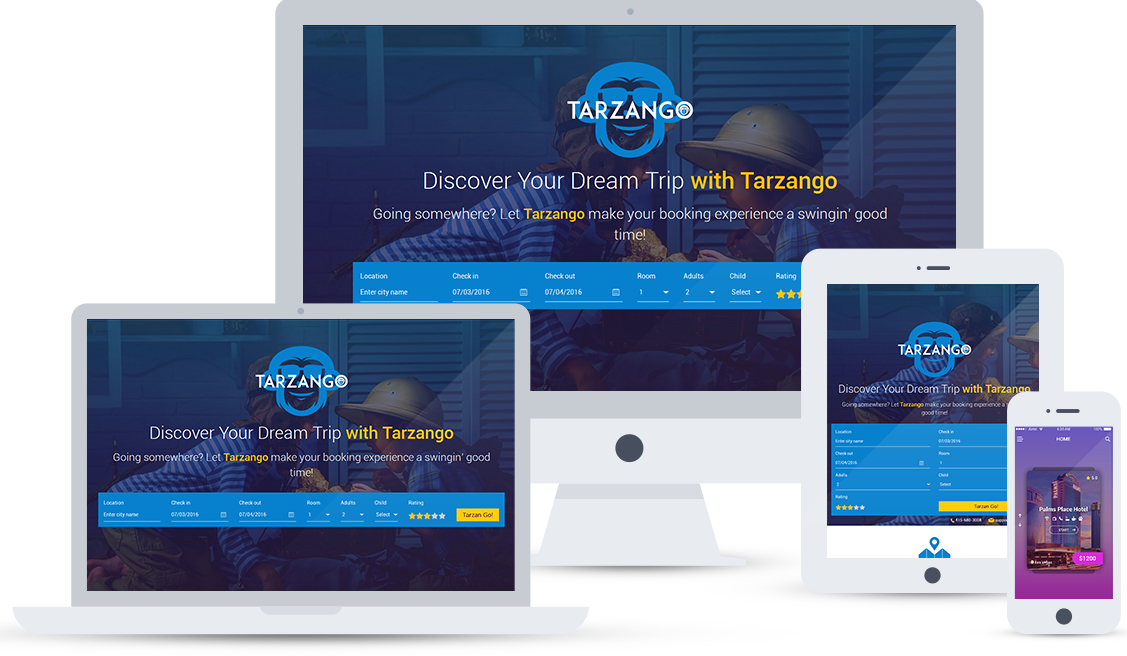 TARZANGO
Discover Your Dream Trip with Tarzango
Going somewhere? Let Tarzango make your booking experience a swingin' good
time!
Location Check in Check out Room Adults Child Rating
Enter city name 07/03/2016 07/04/2016 1 2 Select
TARZANGO
Discover Your Dream Trip with Tarzango
Going somewhere? Let Tarzango make your booking experience a swingin' good
time!
Location Check in Check out Room Adults Child Rating
Enter city name 07/03/2016 07/04/2016 1 2 Select Tarzan Go!
TARZANGO
Discover Your Dream Trip with Tarzango
Going somewhere? Let Tarzango make your booking experience a
good time!
Location Check in
Enter city name 07/03/2016
Check out Room
07/04/2016 1
Adults Child
2 Select
Rating
Tarzan Go!
415-680-3008
HOME
5.0
Palms Place Hotel
START
$1200